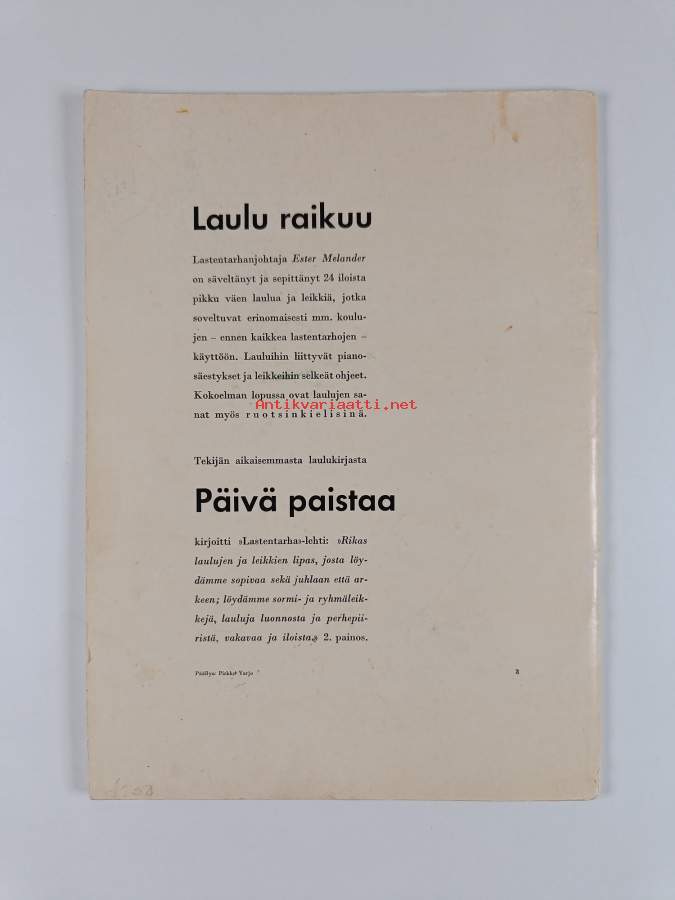 Laulu raikuu
Lastentarhanjohtaja Ester Melander
on säveltänyt ja sepittänyt 24 iloista
pikku väen laulua ja leikkiä, jotka
soveltuvat erinomaisesti mm. koulu-
jen – ennen kaikkea lastentarhojen –
käyttöön. Lauluihin liittyvät piano-
säestykset ja leikkeihin selkeät ohjeet.
Kokoelman lopussa ovat laulujen sa-
Antikvariaatti.net
nat myös ruotsinkielisinä.
Tekijän aikaisemmasta laulukirjasta
Päivä paistaa
kirjoitti »Lastentarha»-lehti: »Rikas
laulujen ja leikkien lipas, josta löy-
dämme sopivaa sekä juhlaan että ar-
keen; löydämme sormi- ja ryhmäleik-
kejä, lauluja luonnosta ja perhepii-
ristä, vakavaa ja iloista» 2. painos.
Päällys: Pirkko Varjo